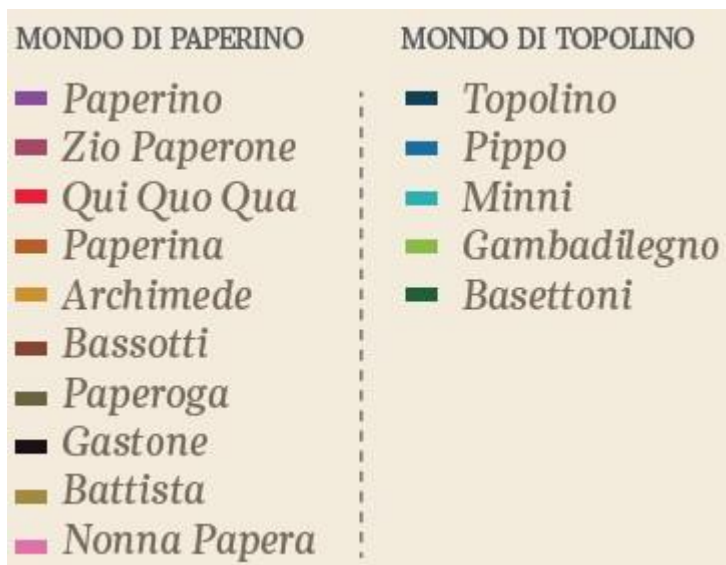 MONDO DI PAPERINO
Paperino
Zio Paperone
Qui Quo Qua
Paperina
Archimede
Bassotti
Paperoga
Gastone
Battista
Nonna Papera
MONDO DI TOPOLINO
Topolino
Pippo
Minni
Gambadilegno
Basettoni